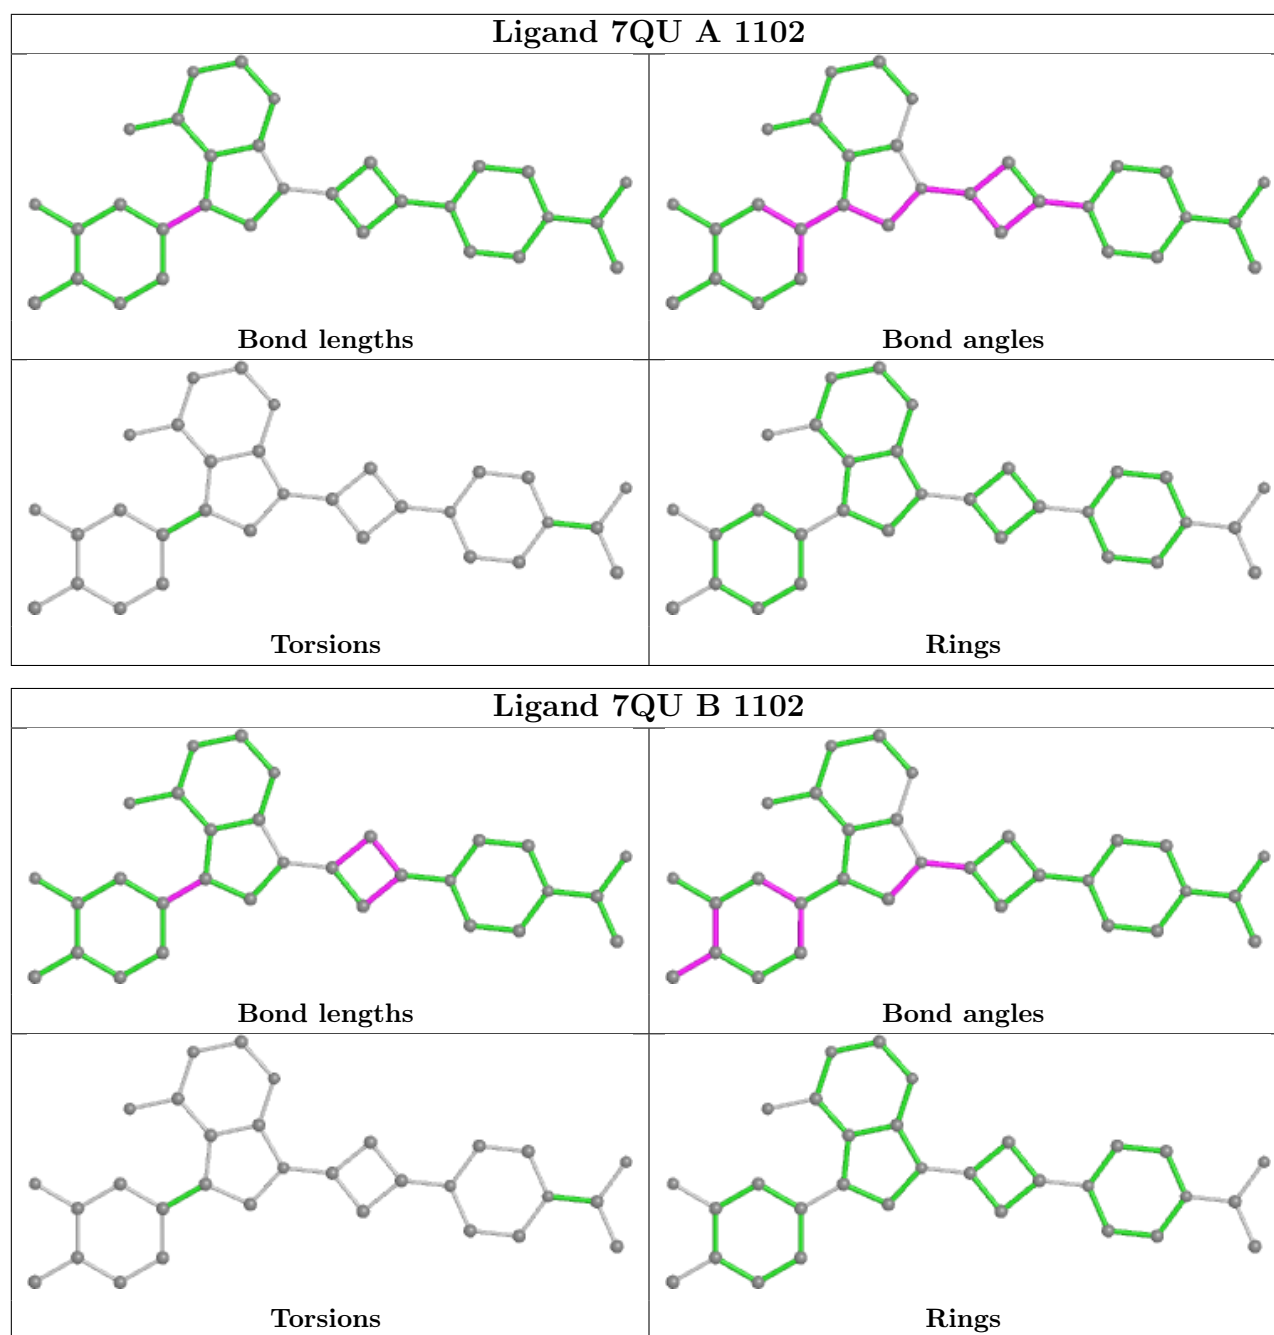 Ligand 7QU A 1102
Bond lengths
Bond angles
Torsions
Rings
Ligand 7QU B 1102
Bond lengths
Bond angles
Torsions
Rings